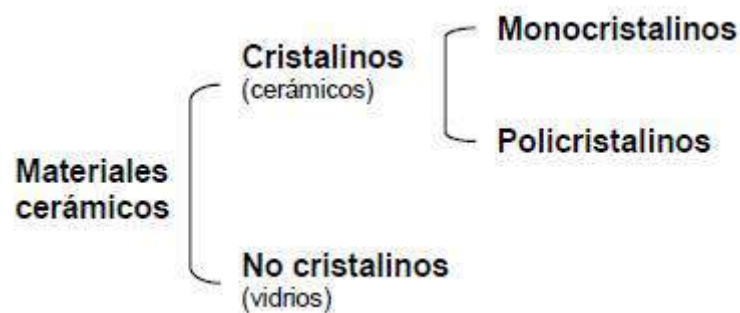 Materiales
cerámicos
Cristalinos
(cerámicos)
Monocristalinos
Policristalinos
No cristalinos
(vidrios)